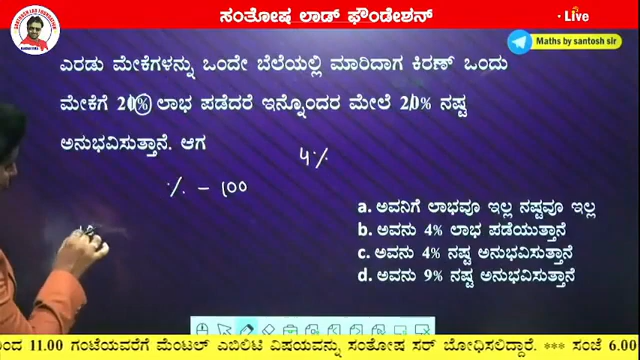 ಸಂತೋಷ ಲಾಡ್ ಫೌಂಡೇಶನ್
Live
Maths by santosh sir
ಎರಡು ಮೇಕೆಗಳನ್ನು ಒಂದೇ ಬೆಲೆಯಲ್ಲಿ ಮಾರಿದಾಗ ಕಿರಣ್ ಒಂದು
ಮೇಕೆಗೆ 20% ಲಾಭ ಪಡೆದರೆ ಇನ್ನೊಂದರ ಮೇಲೆ 20% ನಷ್ಟ
ಅನುಭವಿಸುತ್ತಾನೆ. ಆಗ
4%
% - 100
a. ಅವನಿಗೆ ಲಾಭವೂ ಇಲ್ಲ ನಷ್ಟವೂ ಇಲ್ಲ
b. ಅವನು 4% ಲಾಭ ಪಡೆಯುತ್ತಾನೆ
c. ಅವನು 4% ನಷ್ಟ ಅನುಭವಿಸುತ್ತಾನೆ
d. ಅವನು 9% ನಷ್ಟ ಅನುಭವಿಸುತ್ತಾನೆ
ಿಂದ 11.00 ಗಂಟೆಯವರೆಗೆ ಮೆಂಟಲ್ ಎಬಿಲಿಟಿ ವಿಷಯವನ್ನು ಸಂತೋಷ ಸರ್ ಬೋಧಿಸಲಿದ್ದಾರೆ. *** ಸಂಜೆ 6.00